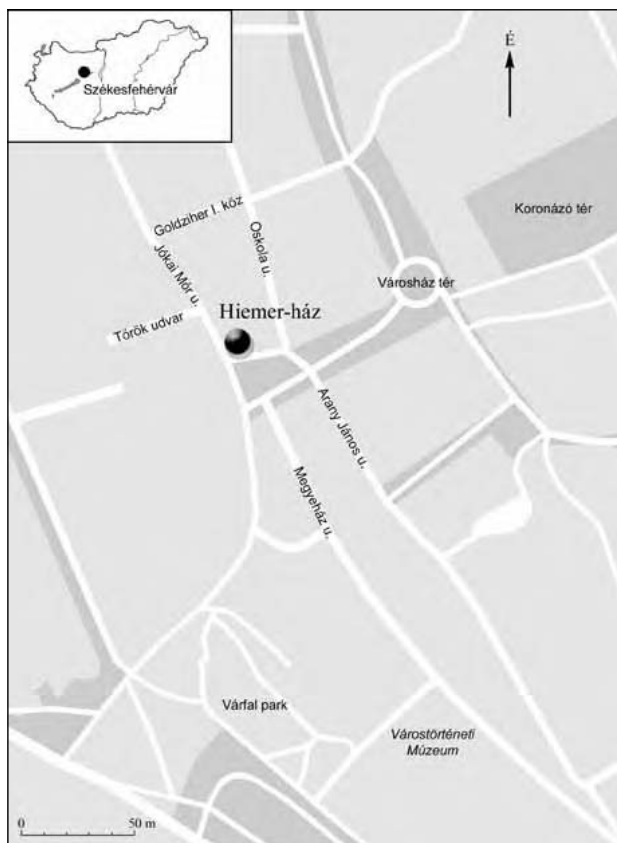 Székesfehérvár
É
Koronázó tér
Goldziher I. köz
Oskola u.
Jókai Mór u.
Városház tér
Hiemer-ház
Török udvar
Arany János u.
Megyeház u.
Várfal park
Várostörténeti
Múzeum
0 50 m